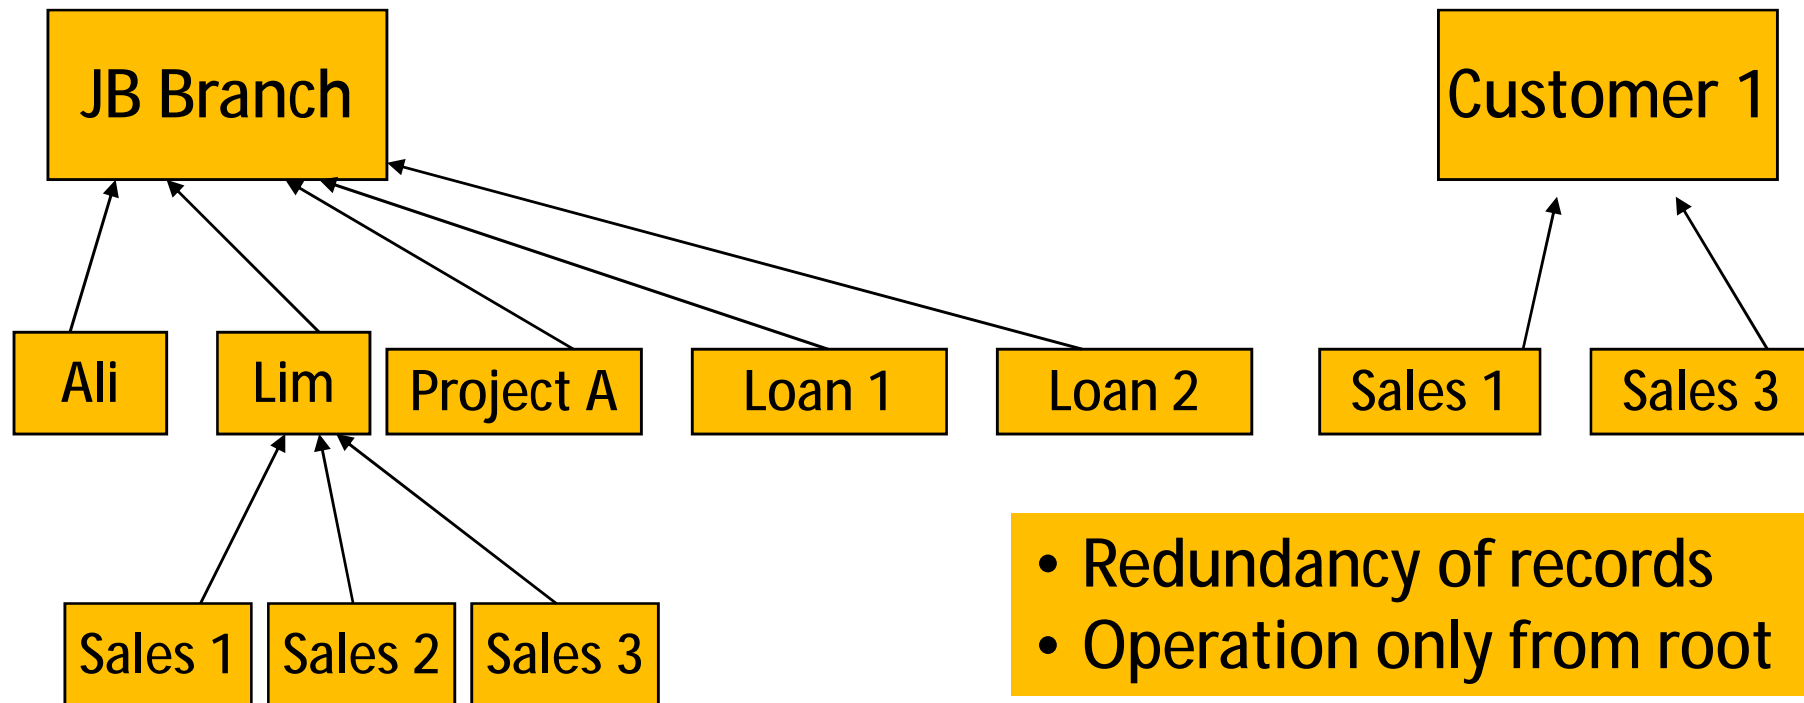 JB Branch
Customer 1
Ali
Lim
Project A
Loan 1
Loan 2
Sales 1
Sales 3
• Redundancy of records
• Operation only from root
Sales 1
Sales 2
Sales 3